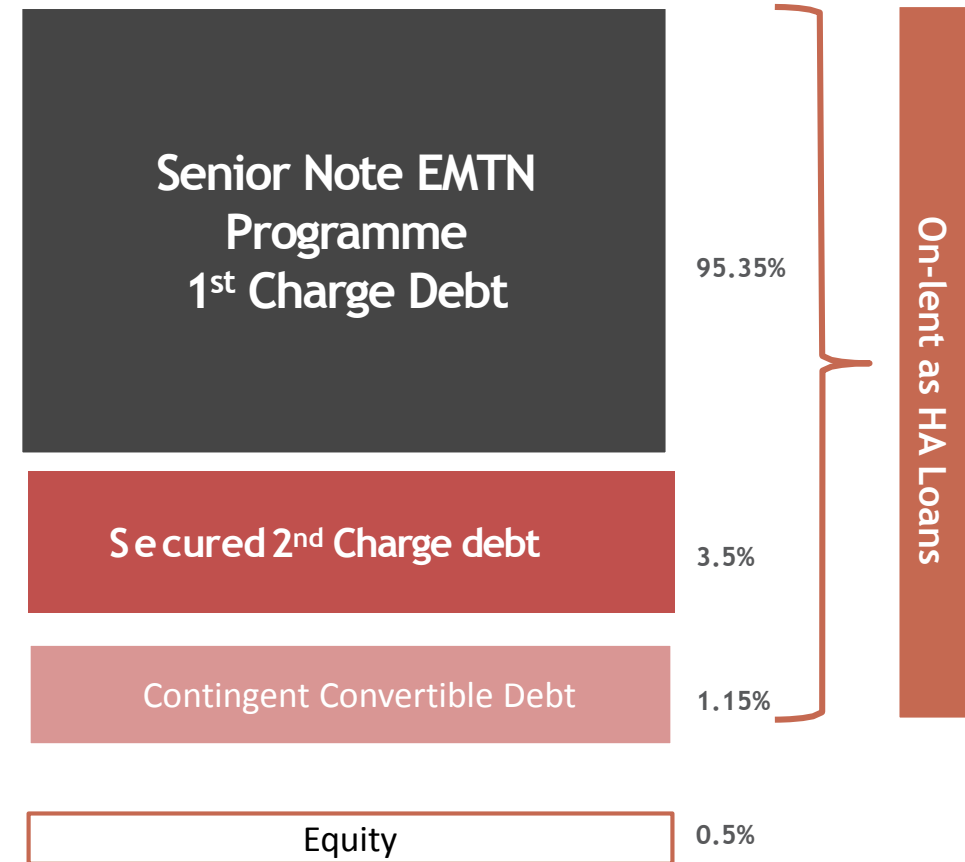 Senior Note EMTN
Programme
1st Charge Debt
95.35%
On-lent as HA Loans
Secured 2nd Charge debt
3.5%
Contingent Convertible Debt
1.15%
Equity
0.5%